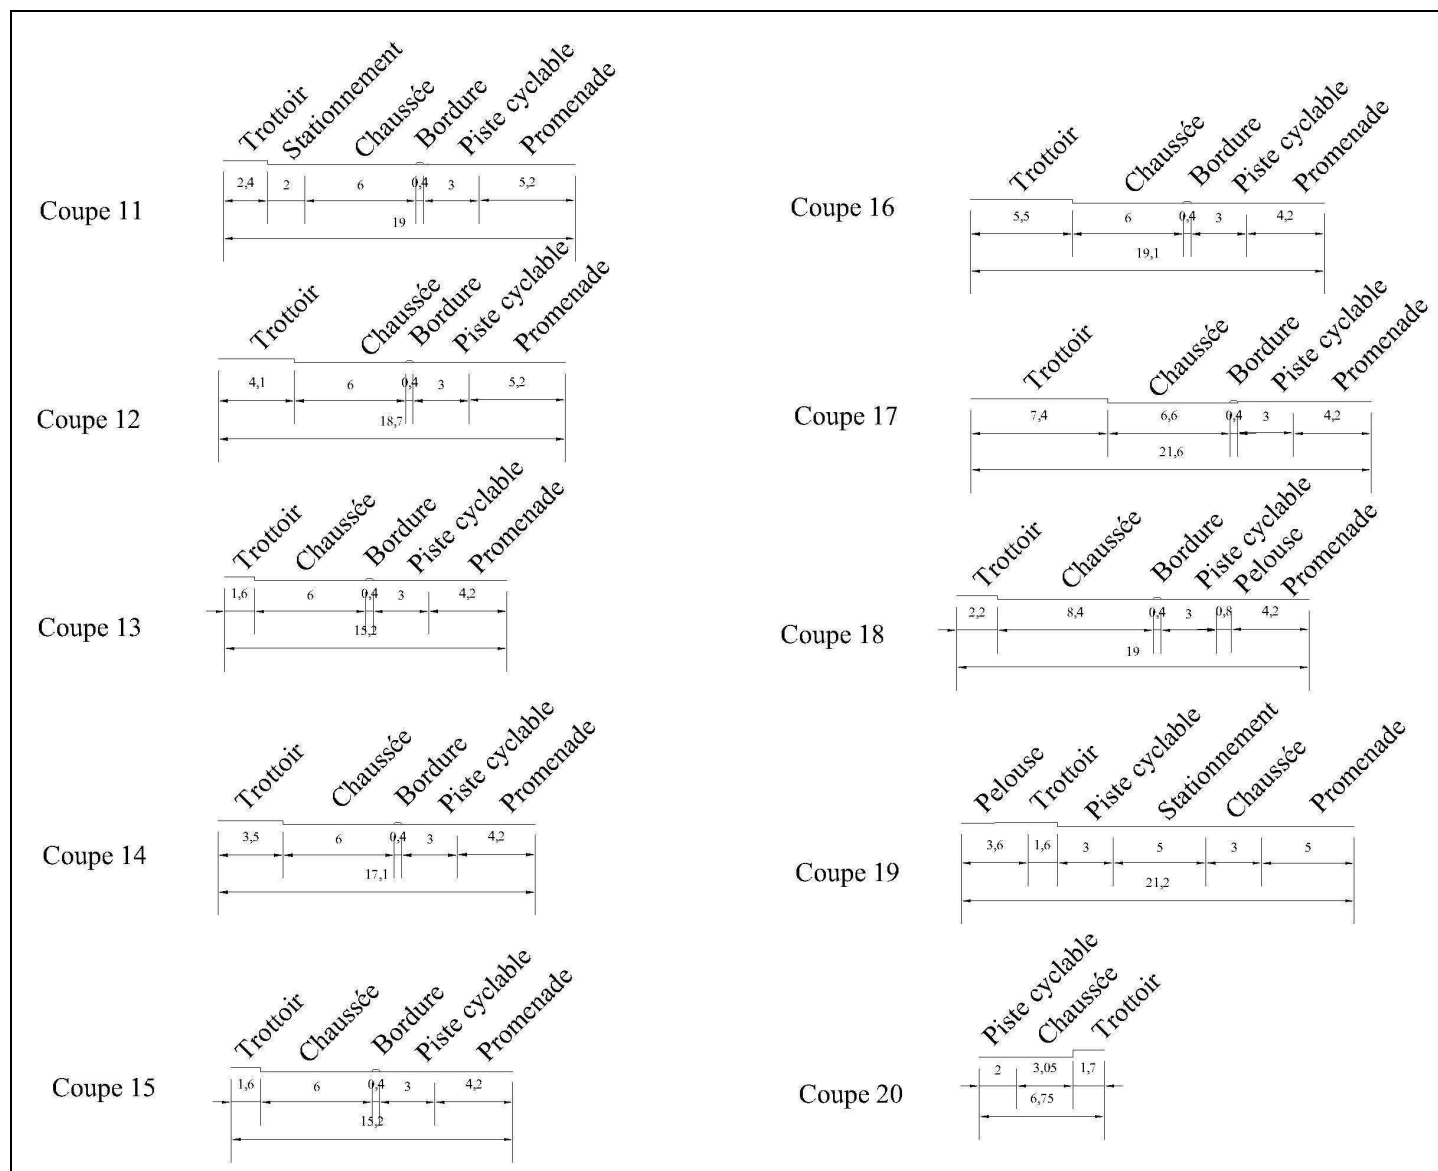 Coupe 11
Trottoir Stationnement Chaussée Bordure Piste cyclable Promenade
2,4 2 6 0,4 3 5,2
19
Coupe 12
Trottoir Chaussée Bordure Piste cyclable Promenade
4,1 6 0,4 3 5,2
18,7
Coupe 13
Trottoir Chaussée Bordure Piste cyclable Promenade
1,6 6 0,4 3 4,2
15,2
Coupe 14
Trottoir Chaussée Bordure Piste cyclable Promenade
3,5 6 0,4 3 4,2
17,1
Coupe 15
Trottoir Chaussée Bordure Piste cyclable Promenade
1,6 6 0,4 3 4,2
15,2
Coupe 16
Trottoir Chaussée Bordure Piste cyclable Promenade
5,5 6 0,4 3 4,2
19,1
Coupe 17
Trottoir Chaussée Bordure Piste cyclable Promenade
7,4 6,6 0,4 3 4,2
21,6
Coupe 18
Trottoir Chaussée Bordure Piste cyclable Pelouse Promenade
2,2 8,4 0,4 3 0,8 4,2
19
Coupe 19
Pelouse Trottoir Piste cyclable Stationnement Chaussée Promenade
3,6 1,6 3 5 3 5
21,2
Coupe 20
Piste cyclable Chaussée Trottoir
2 3,05 1,7
6,75